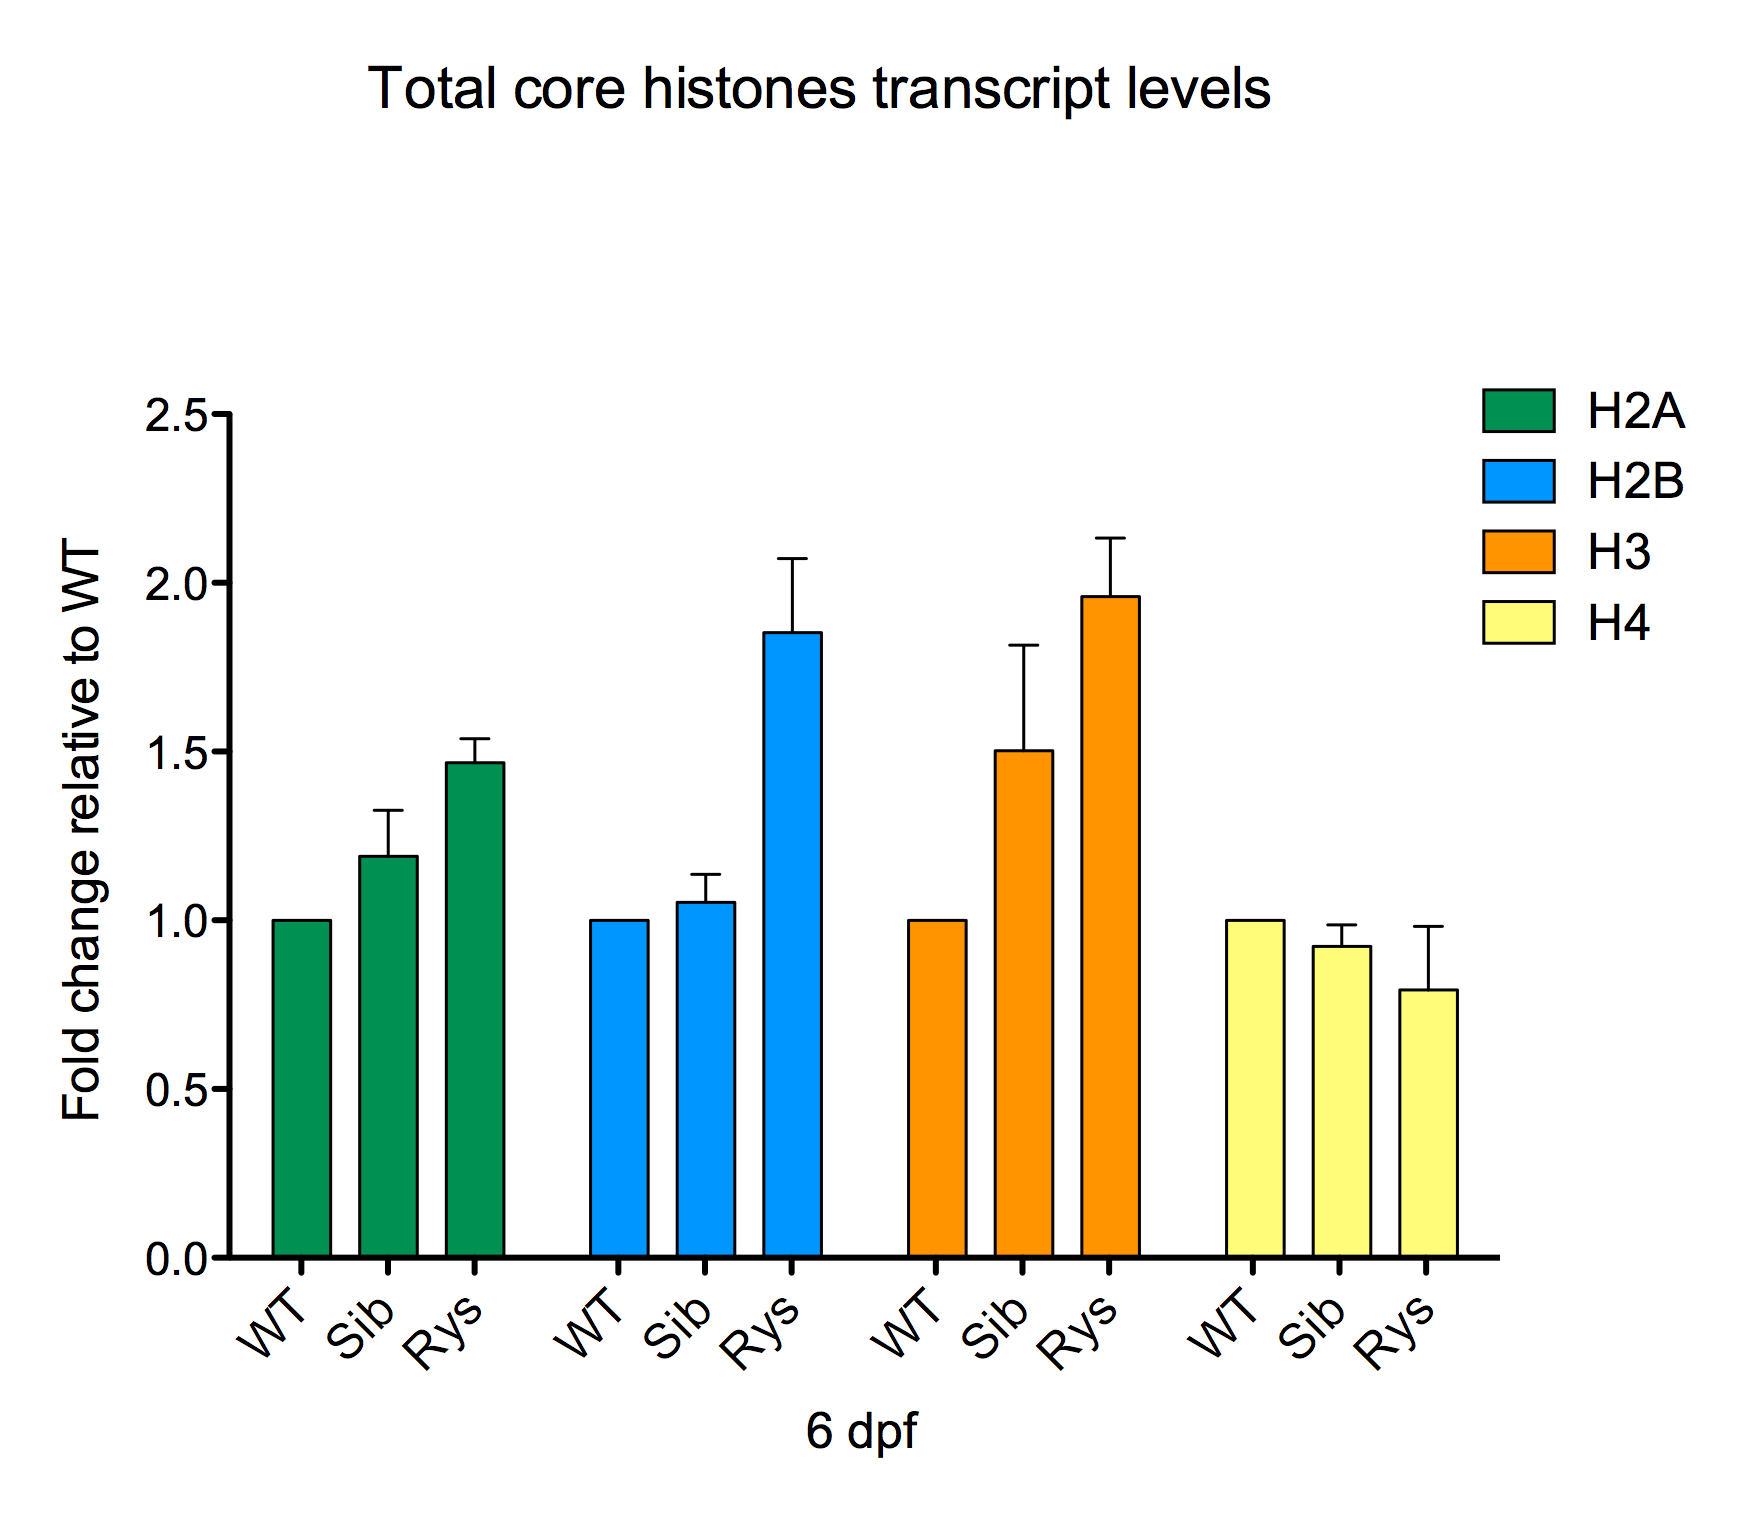 Total core histones transcript levels
Fold change relative to WT
2.5
2.0
1.5
1.0
0.5
0.0
H2A
H2B
H3
H4
WT Sib Rys WT Sib Rys WT Sib Rys WT Sib Rys
6 dpf